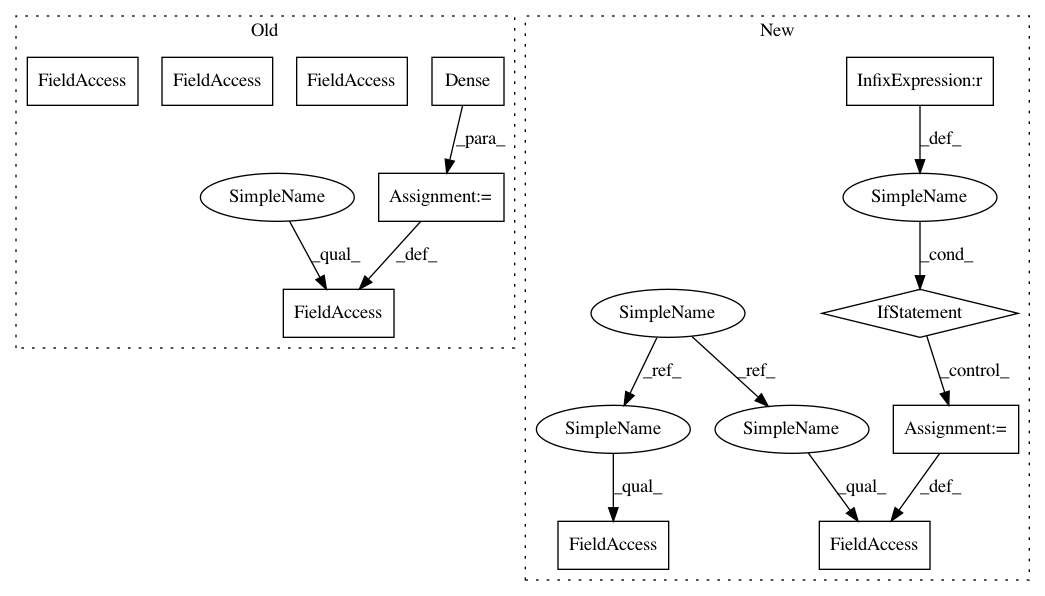 Old
New
FieldAccess
FieldAccess
FieldAccess
Dense
InfixExpression:r
_para_
_def_
SimpleName
Assignment:=
SimpleName
_qual_
_def_
_cond_
FieldAccess
SimpleName
IfStatement
_ref_
_ref_
_control_
SimpleName
SimpleName
Assignment:=
_qual_
_qual_
_def_
FieldAccess
FieldAccess